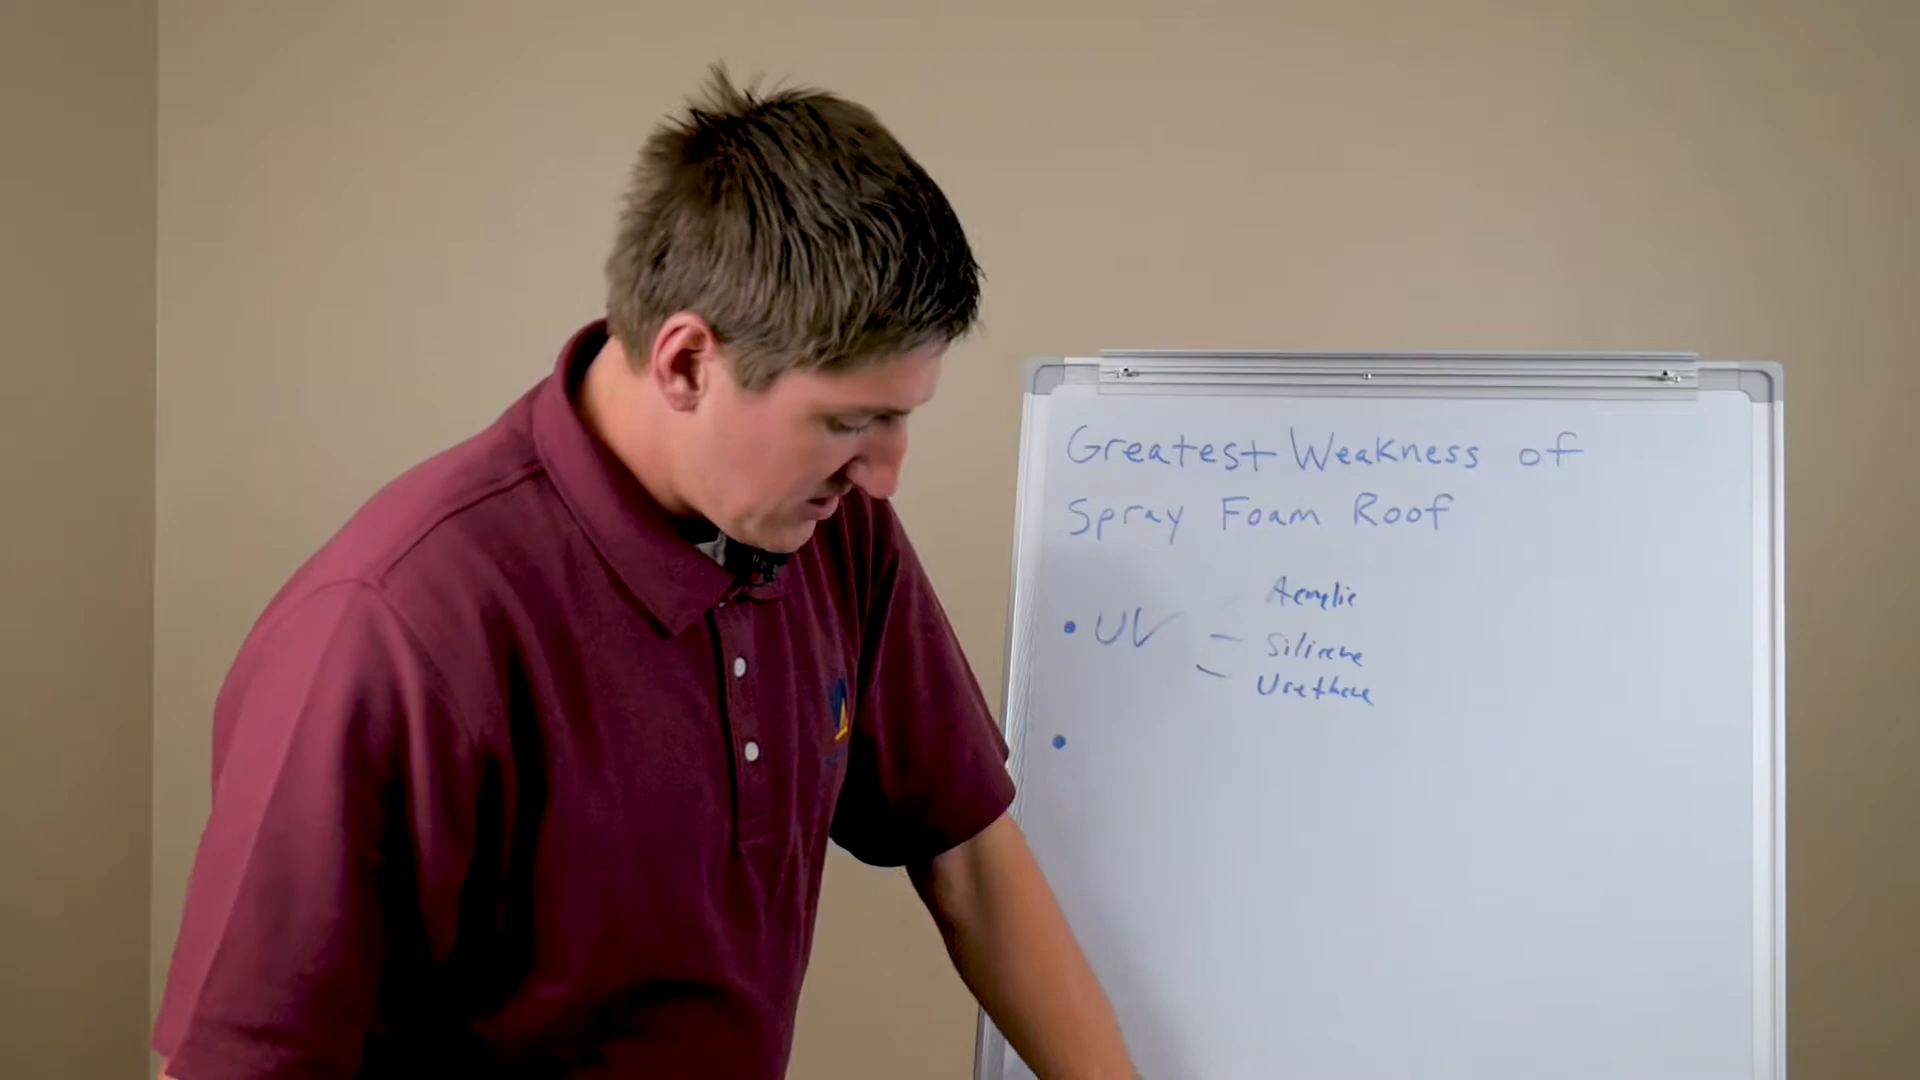 Greatest Weakness of
Spray Foam Roof
Acrylic
• UV - Silicone
Urethane
•